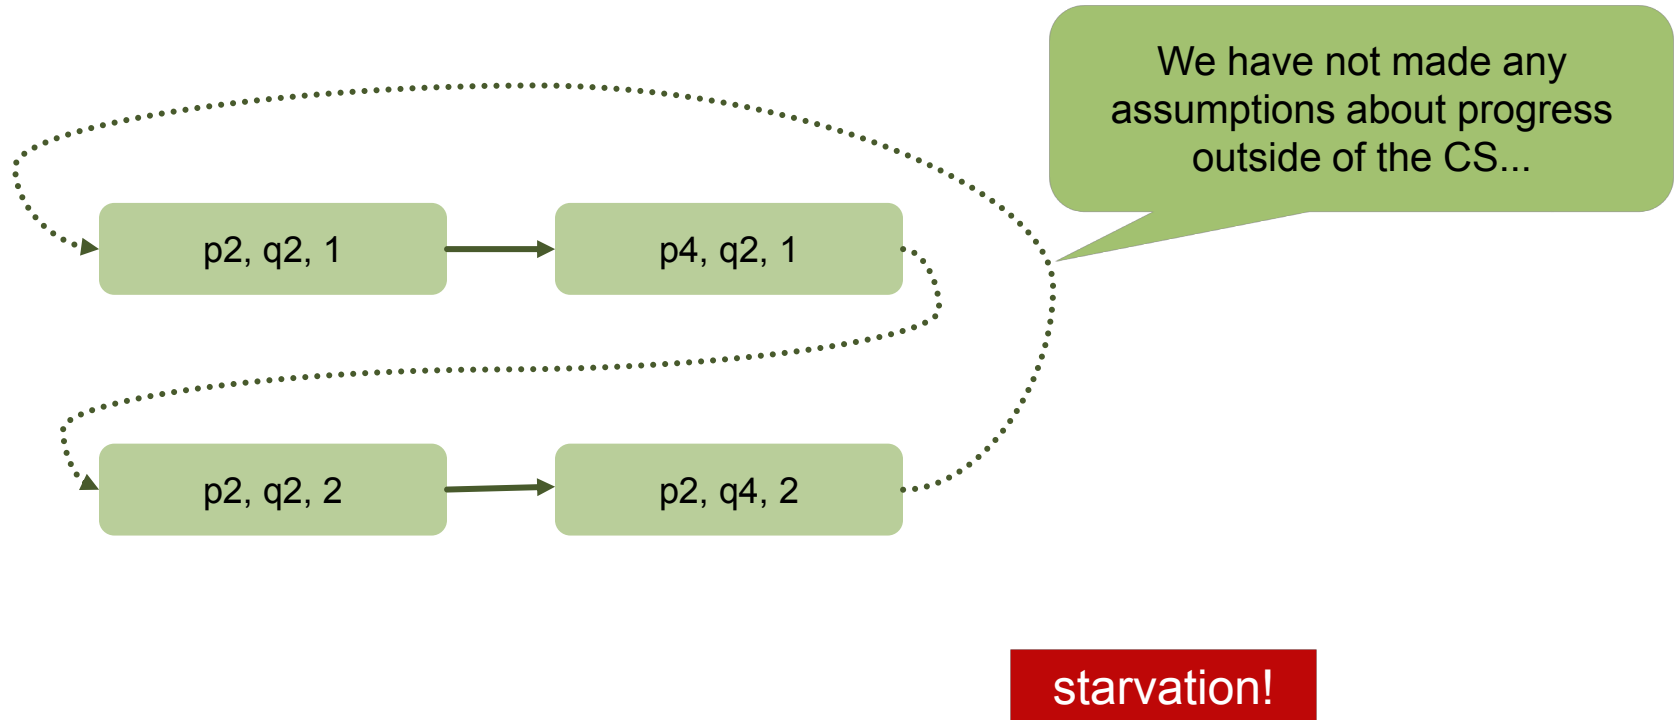 We have not made any
assumptions about progress
outside of the CS...
p2, q2, 1
p4, q2, 1
p2, q2, 2
p2, q4, 2
starvation!